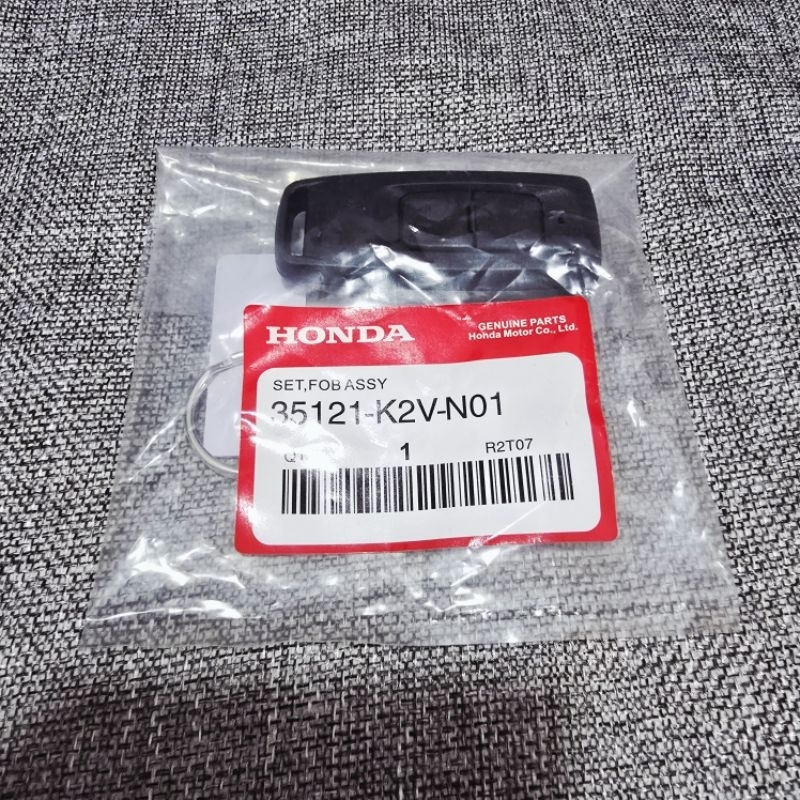 HONDA
GENUINE PARTS
Honda Motor Co., Ltd.
SET,FOB ASSY
35121-K2V-N01
1 R2T07